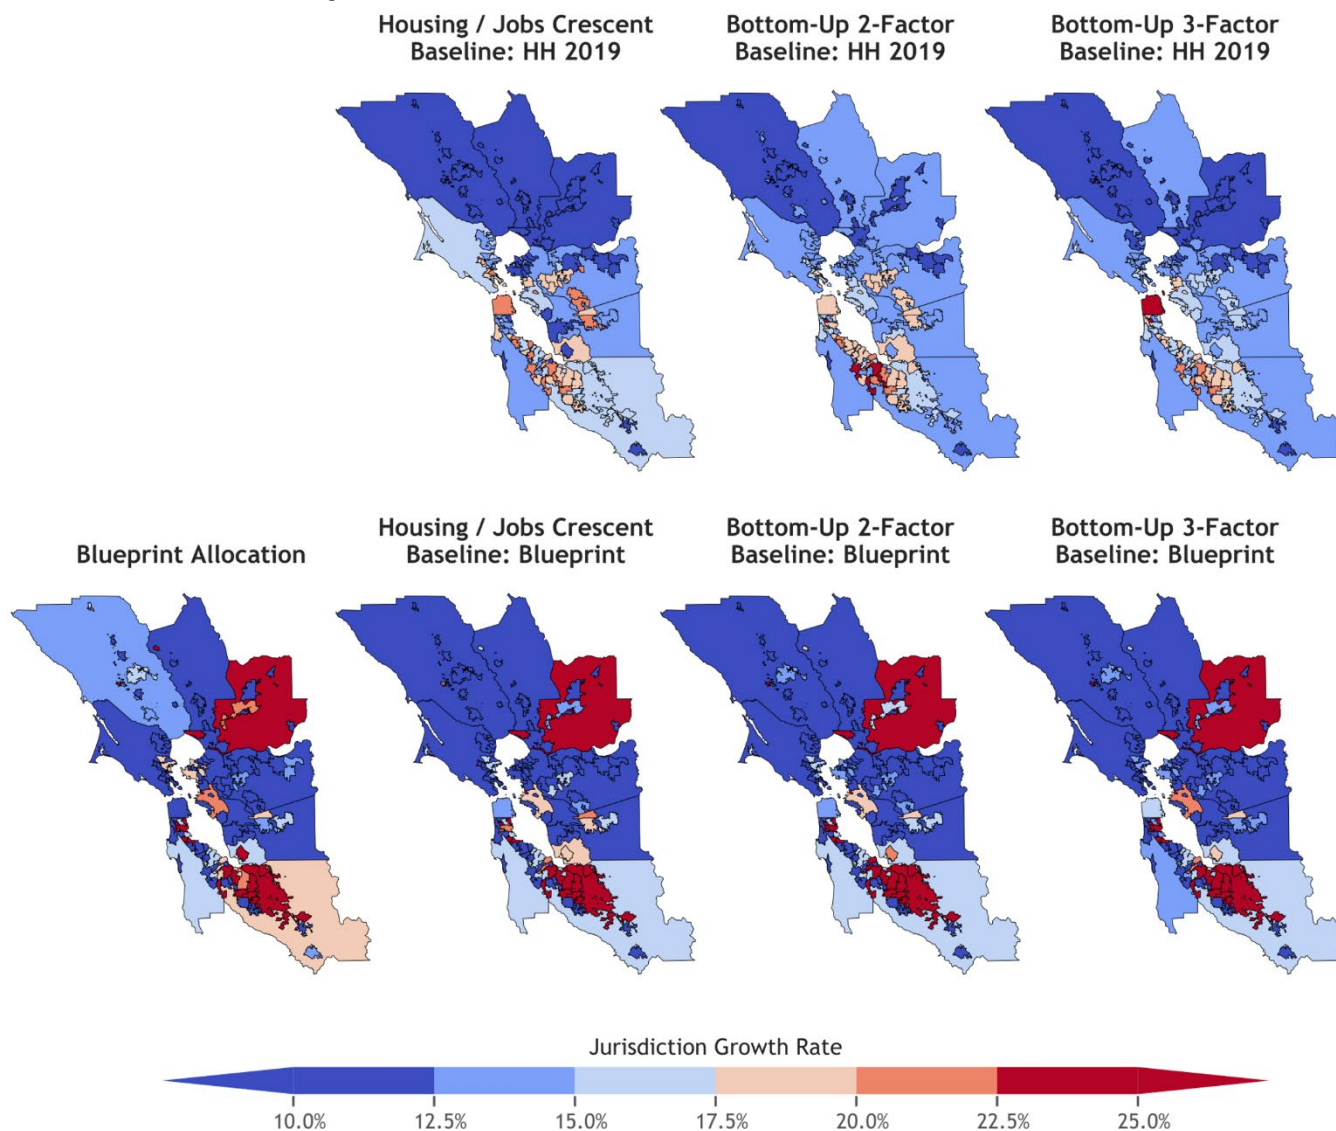 Housing / Jobs Crescent
Baseline: HH 2019
Bottom-Up 2-Factor
Baseline: HH 2019
Bottom-Up 3-Factor
Baseline: HH 2019
Blueprint Allocation
Housing / Jobs Crescent
Baseline: Blueprint
Bottom-Up 2-Factor
Baseline: Blueprint
Bottom-Up 3-Factor
Baseline: Blueprint
Jurisdiction Growth Rate
10.0% 12.5% 15.0% 17.5% 20.0% 22.5% 25.0%